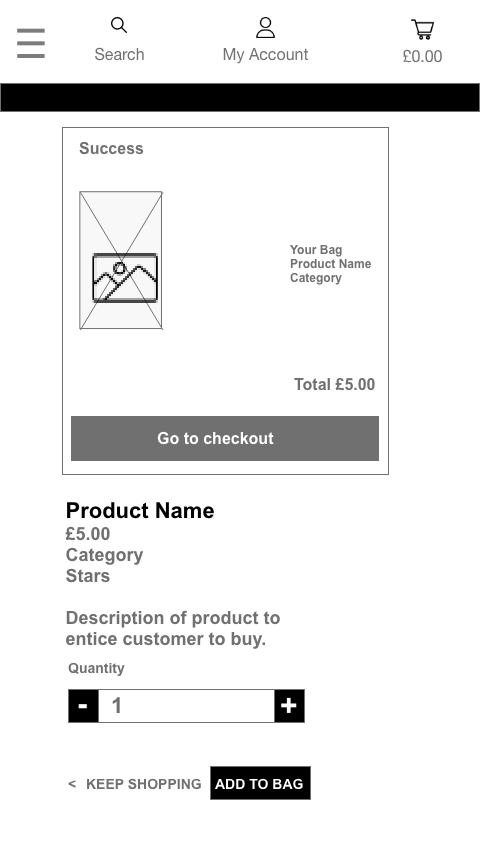 Search
My Account
£0.00
Success
Your Bag
Product Name
Category
Total £5.00
Go to checkout
Product Name
£5.00
Category
Stars
Description of product to
entice customer to buy.
Quantity
- 1 +
< KEEP SHOPPING ADD TO BAG